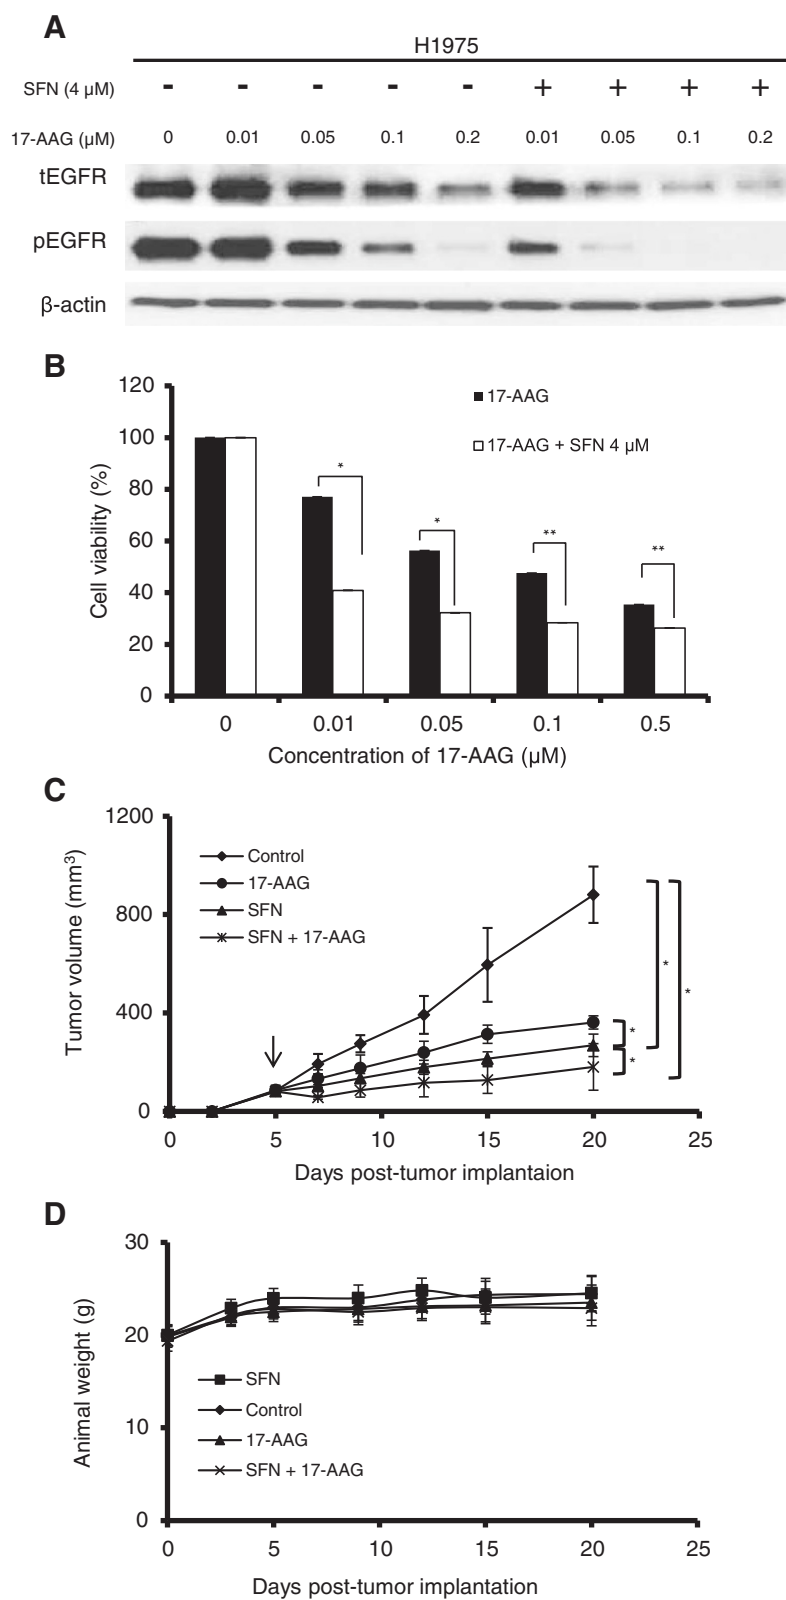 A
H1975
SFN (4 µM) - - - - - + + + +
17-AAG (µM) 0 0.01 0.05 0.1 0.2 0.01 0.05 0.1 0.2
tEGFR
pEGFR
β-actin
B
120
100
80
60
40
20
0
Cell viability (%)
17-AAG
17-AAG + SFN 4 µM
* * ** **
0 0.01 0.05 0.1 0.5
Concentration of 17-AAG (µM)
C
1200
800
400
0
Tumor volume (mm³)
Control
17-AAG
SFN
SFN + 17-AAG
*
*
*
*
0 5 10 15 20 25
Days post-tumor implantaion
D
30
20
10
0
Animal weight (g)
SFN
Control
17-AAG
SFN + 17-AAG
0 5 10 15 20 25
Days post-tumor implantation